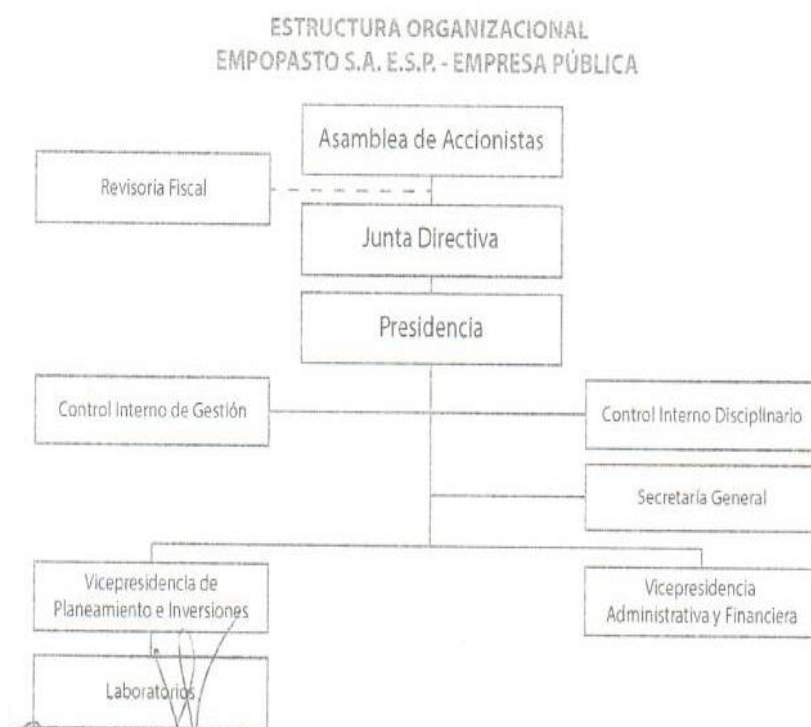 ESTRUCTURA ORGANIZACIONAL
EMPOPASTO S.A. E.S.P. - EMPRESA PÚBLICA
Asamblea de Accionistas
Revisoria Fiscal
Junta Directiva
Presidencia
Control Interno de Gestión
Control Interno Disciplinario
Secretaría General
Vicepresidencia de
Planeamiento e Inversiones
Vicepresidencia
Administrativa y Financiera
Laboratorios